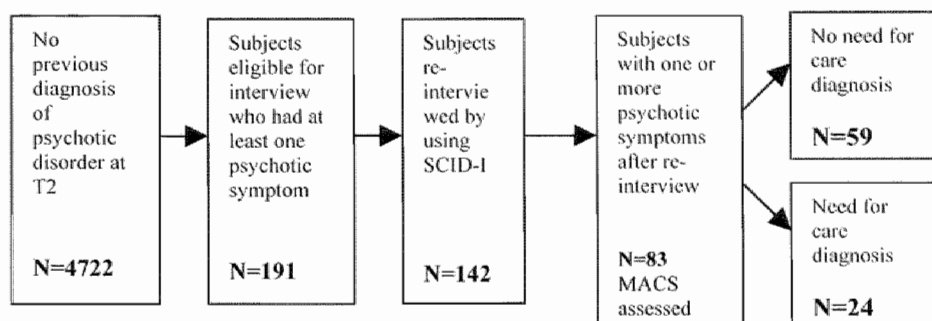 No
previous
diagnosis
of
psychotic
disorder at
T2
N=4722
Subjects
eligible for
interview
who had at
least one
psychotic
symptom
N=191
Subjects
re-
intervie
wed by
using
SCID-I
N=142
Subjects
with one or
more
psychotic
symptoms
after re-
interview
N=83
MACS
assessed
No need for
care
diagnosis
N=59
Need for
care
diagnosis
N=24